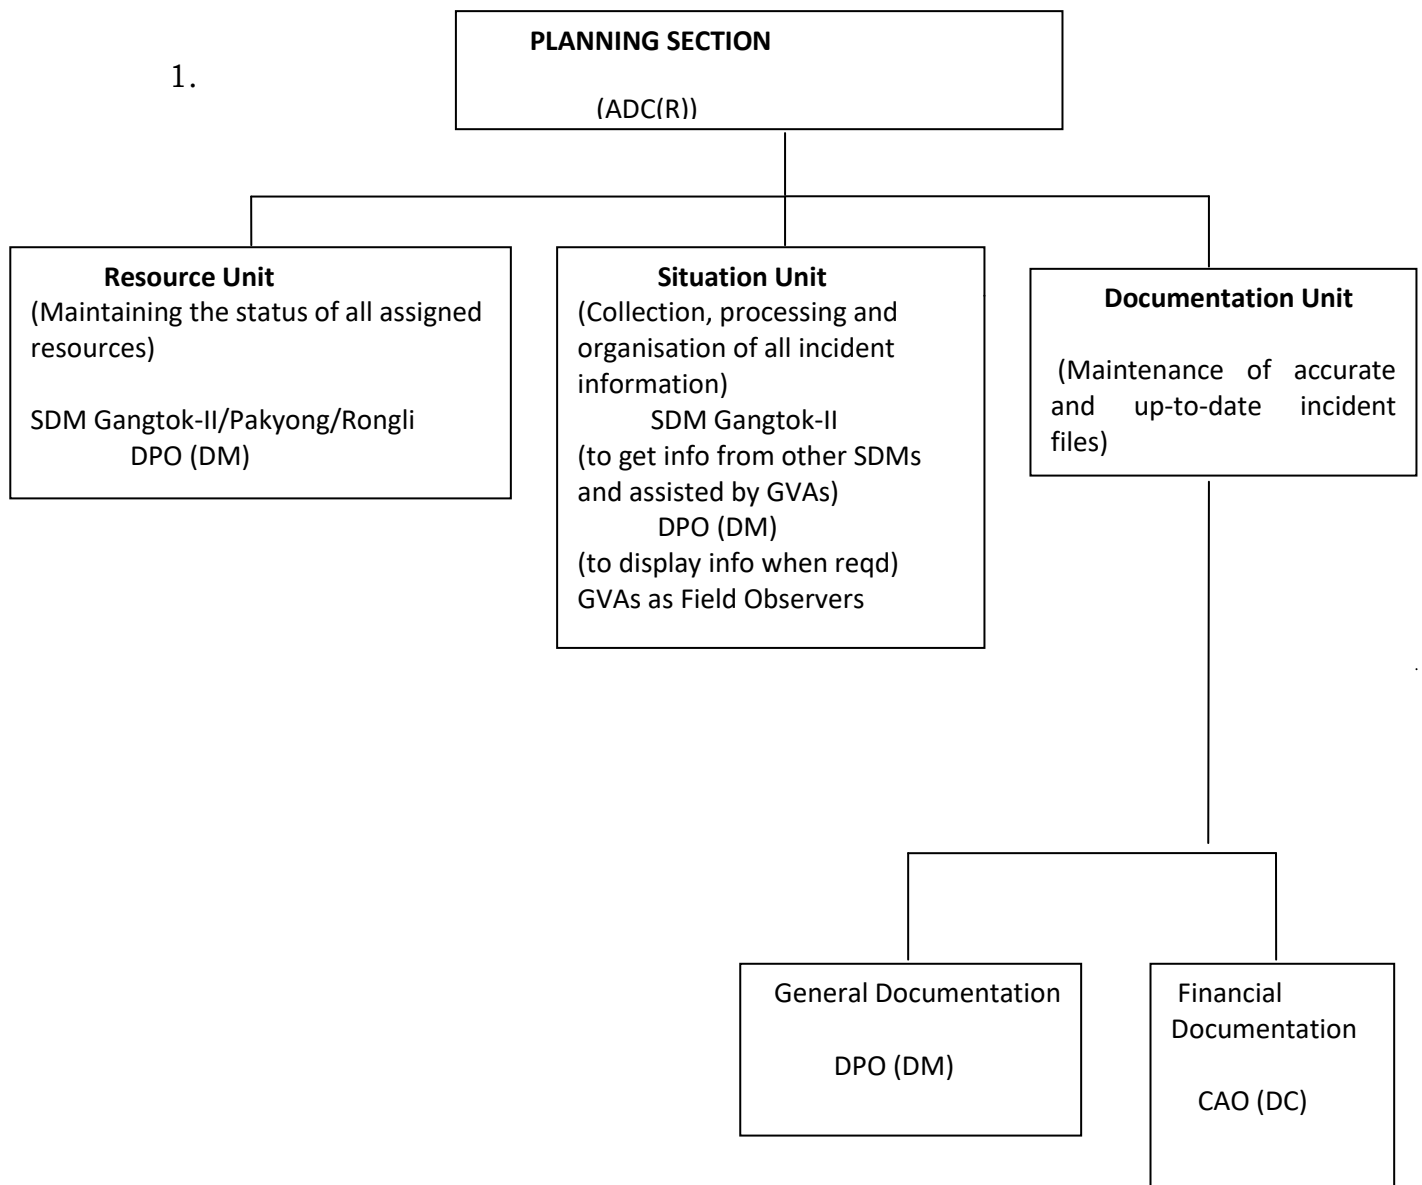 PLANNING SECTION
1.
(ADC(R))
Resource Unit
(Maintaining the status of all assigned
resources)
SDM Gangtok-II/Pakyong/Rongli
DPO (DM)
Situation Unit
(Collection, processing and
organisation of all incident
information)
SDM Gangtok-II
(to get info from other SDMs
and assisted by GVAs)
DPO (DM)
(to display info when reqd)
GVAs as Field Observers
Documentation Unit
(Maintenance of accurate
and up-to-date incident
files)
General Documentation
DPO (DM)
Financial
Documentation
CAO (DC)